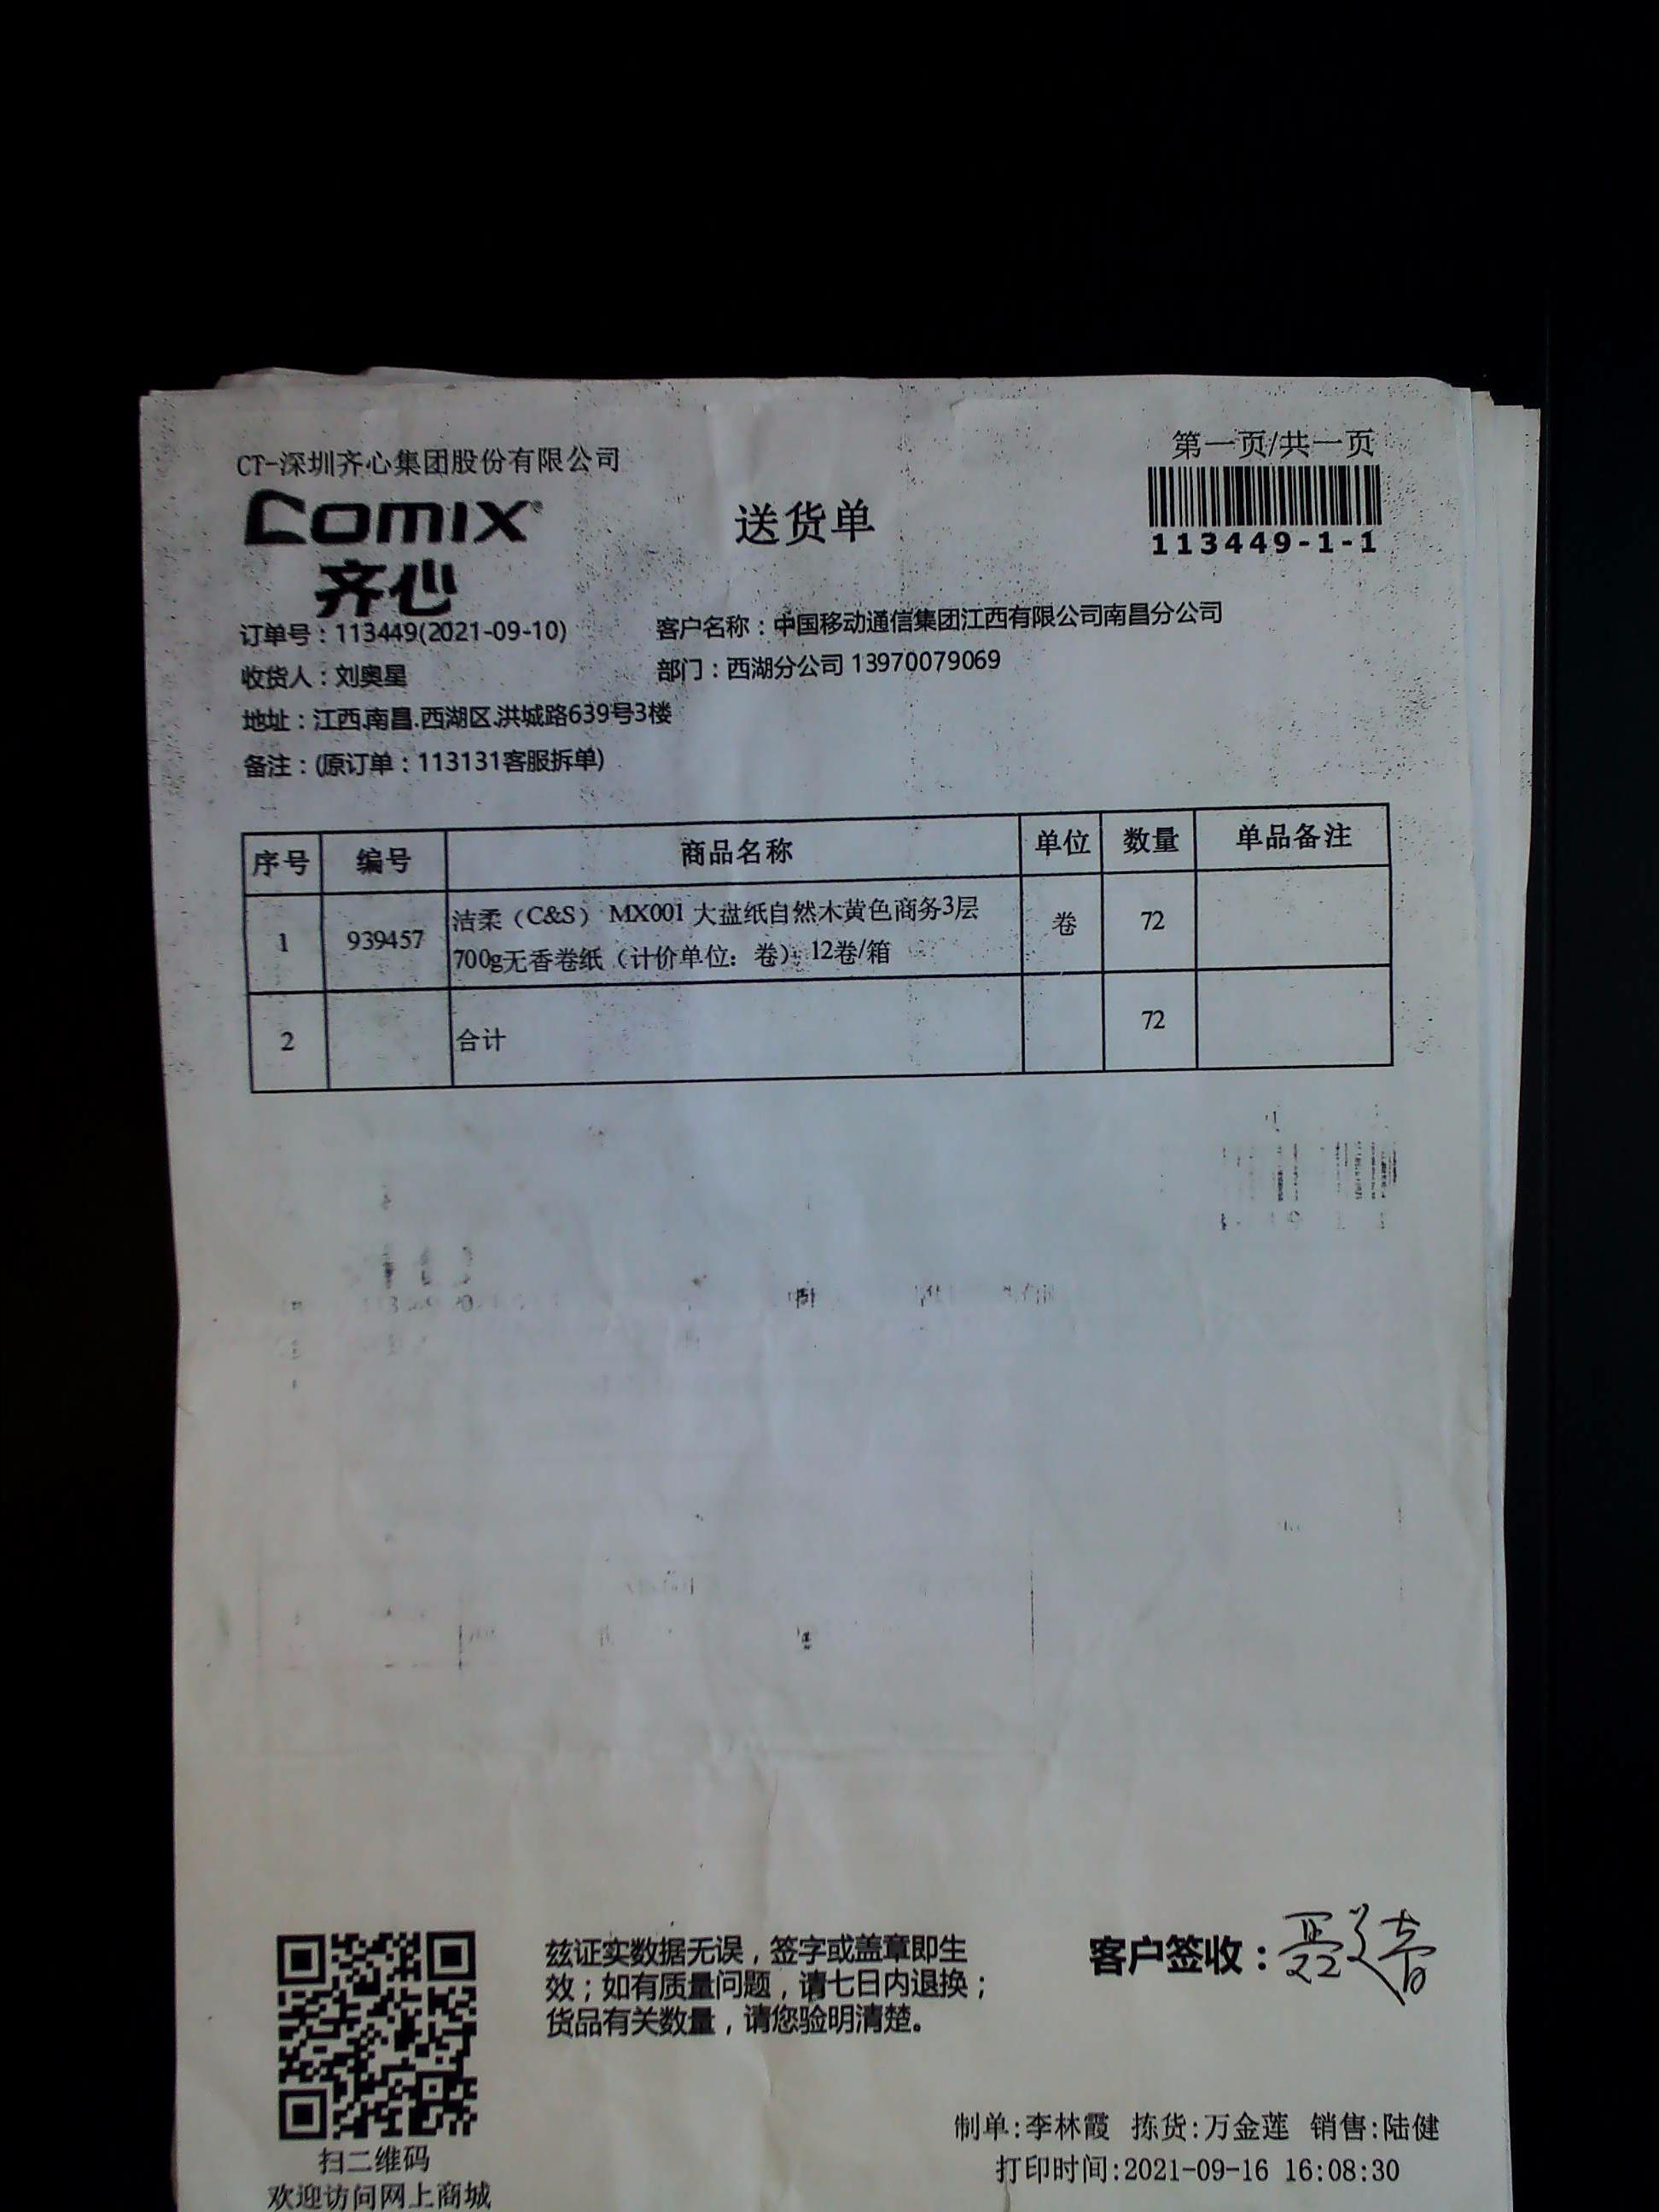 第一页/共一页
CT-深圳齐心集团股份有限公司
Comix
齐心
送货单
113449-1-1
订单号：113449(2021-09-10)
客户名称：中国移动通信集团江西有限公司南昌分公司
收货人：刘奥星
部门：西湖分公司 13970079069
地址：江西.南昌.西湖区.洪城路639号3楼
备注：(原订单：113131客服拆单)
序号 编号 商品名称 单位 数量 单品备注
1 939457 洁柔（C&S） MX001 大盘纸自然木黄色商务3层 卷 72
700g无香卷纸（计价单位：卷）；12卷/箱
2 合计 72
兹证实数据无误，签字或盖章即生
效；如有质量问题，请七日内退换；
货品有关数量，请您验明清楚。
客户签收：
扫二维码
欢迎访问网上商城
制单:李林霞 拣货:万金莲 销售:陆健
打印时间:2021-09-16 16:08:30